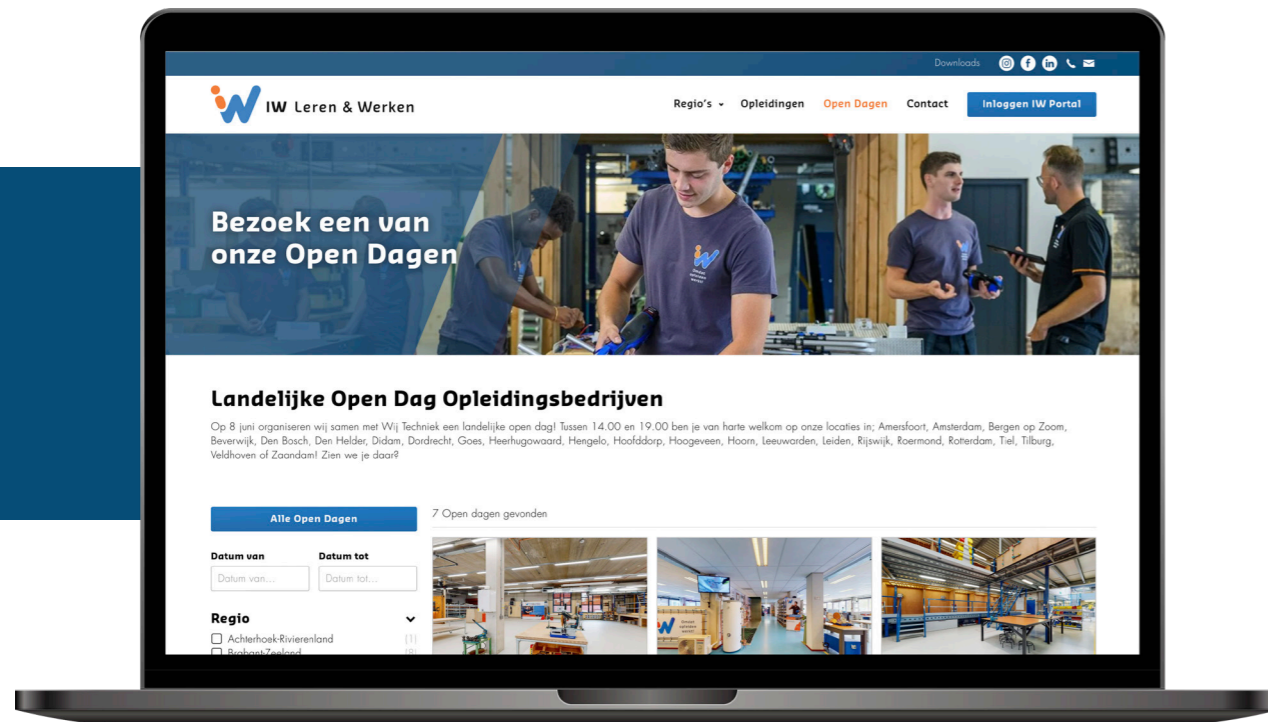 Downloads
IW Leren & Werken
Regio's Opleidingen Open Dagen Contact Inloggen IW Portal
Bezoek een van
onze Open Dagen
Landelijke Open Dag Opleidingsbedrijven
Op 8 juni organiseren wij samen met Wij Techniek een landelijke open dag! Tussen 14.00 en 19.00 ben je van harte welkom op onze locaties in; Amersfoort, Amsterdam, Bergen op Zoom,
Beverwijk, Den Bosch, Den Helder, Didam, Dordrecht, Goes, Heerhugowaard, Hengelo, Hoofddorp, Hoogeveen, Hoorn, Leeuwarden, Leiden, Rijswijk, Roermond, Rotterdam, Tiel, Tilburg,
Veldhoven of Zaandam! Zien we je daar?
Alle Open Dagen
7 Open dagen gevonden
Datum van Datum tot
Datum van... Datum tot...
Regio
Achterhoek-Rivierenland (1)
Brabant-Zeeland (8)